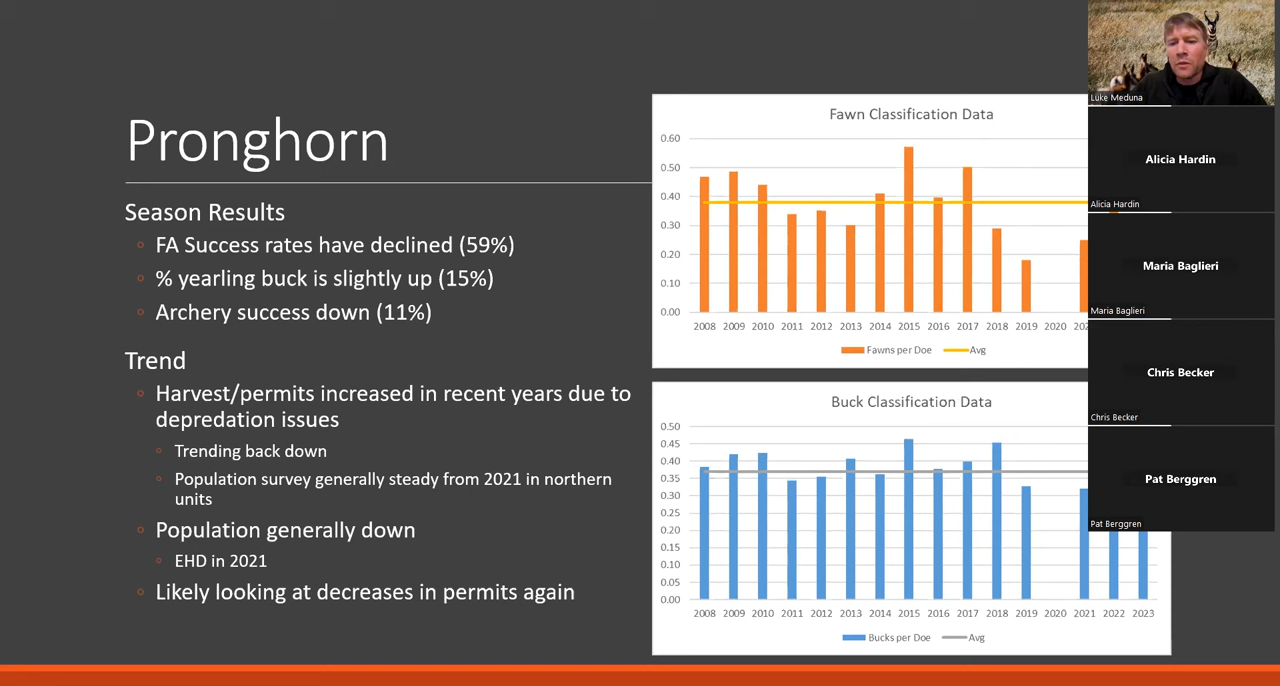 Pronghorn
Season Results
FA Success rates have declined (59%)
% yearling buck is slightly up (15%)
Archery success down (11%)
Trend
Harvest/permits increased in recent years due to
depredation issues
Trending back down
Population survey generally steady from 2021 in northern
units
Population generally down
EHD in 2021
Likely looking at decreases in permits again
Fawn Classification Data
0.60
0.50
0.40
0.30
0.20
0.10
0.00
2008 2009 2010 2011 2012 2013 2014 2015 2016 2017 2018 2019 2020
Fawns per Doe Avg
Buck Classification Data
0.50
0.45
0.40
0.35
0.30
0.25
0.20
0.15
0.10
0.05
0.00
2008 2009 2010 2011 2012 2013 2014 2015 2016 2017 2018 2019 2020 2021 2022 2023
Bucks per Doe Avg
Luke Meduna
Alicia Hardin
Alicia Hardin
Maria Baglieri
Maria Baglieri
Chris Becker
Chris Becker
Pat Berggren
Pat Berggren